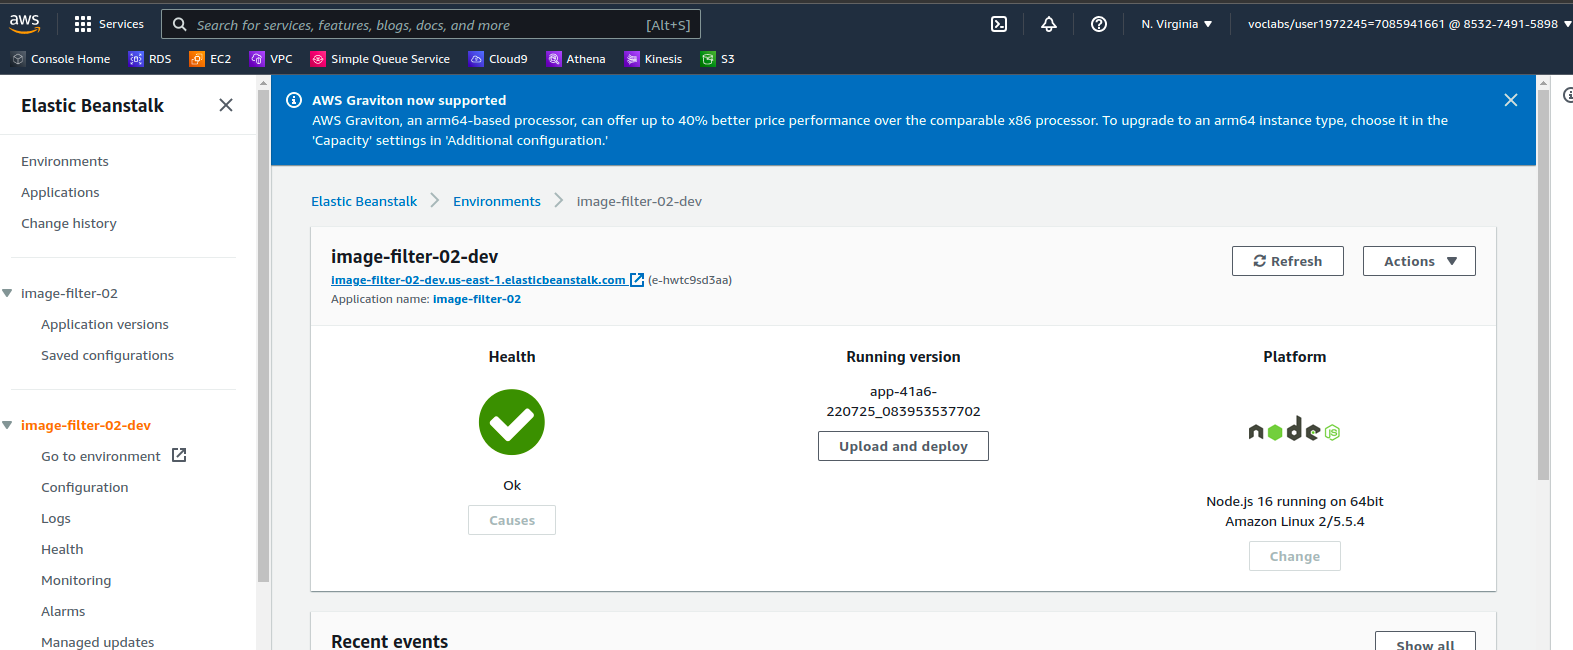 aws
Services
Search for services, features, blogs, docs, and more
[Alt+S]
N. Virginia
voclabs/user1972245=7085941661 @ 8532-7491-5898
Console Home
RDS
EC2
VPC
Simple Queue Service
Cloud9
Athena
Kinesis
S3
Elastic Beanstalk
Environments
Applications
Change history
image-filter-02
Application versions
Saved configurations
image-filter-02-dev
Go to environment
Configuration
Logs
Health
Monitoring
Alarms
Managed updates
AWS Graviton now supported
AWS Graviton, an arm64-based processor, can offer up to 40% better price performance over the comparable x86 processor. To upgrade to an arm64 instance type, choose it in the
'Capacity' settings in 'Additional configuration.'
Elastic Beanstalk
Environments
image-filter-02-dev
image-filter-02-dev
image-filter-02-dev.us-east-1.elasticbeanstalk.com (e-hwtc9sd3aa)
Application name: image-filter-02
Refresh
Actions
Health
Ok
Causes
Running version
app-41a6-
220725_083953537702
Upload and deploy
Platform
node
JS
Node.js 16 running on 64bit
Amazon Linux 2/5.5.4
Change
Recent events
Show all